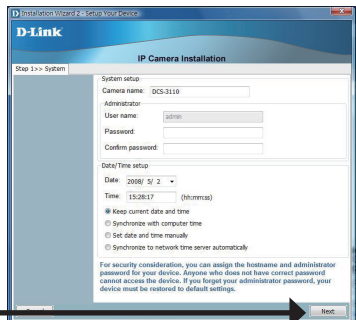 Installation Wizard 2 - Setup Your Device
D-Link
IP Camera Installation
Step 1>> System
System setup
Camera name: DCS-3110
Administrator
User name: admin
Password:
Confirm password:
Date/Time setup
Date: 2008/ 5/ 2
Time: 15:28:17 (hh:mm:ss)
Keep current date and time
Synchronize with computer time
Set date and time manually
Synchronize to network time server automatically
For security consideration, you can assign the hostname and administrator
password for your device. Anyone who does not have correct password
cannot access the device. If you forget your administrator password, your
device must be restored to default settings.
Next